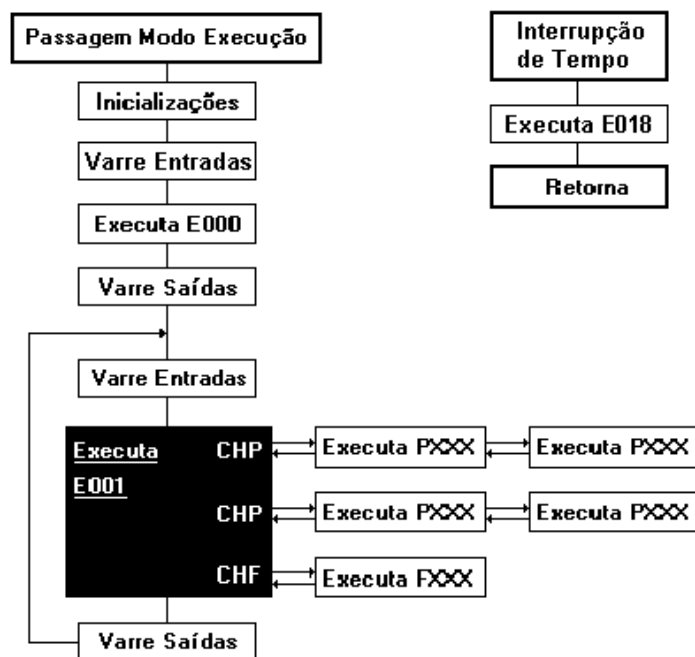 Passagem Modo Execução
Inicializações
Varre Entradas
Executa E000
Varre Saídas
Varre Entradas
Executa
E001
CHP
Executa PXXX
Executa PXXX
CHP
Executa PXXX
Executa PXXX
CHF
Executa FXXX
Varre Saídas
Interrupção
de Tempo
Executa E018
Retorna